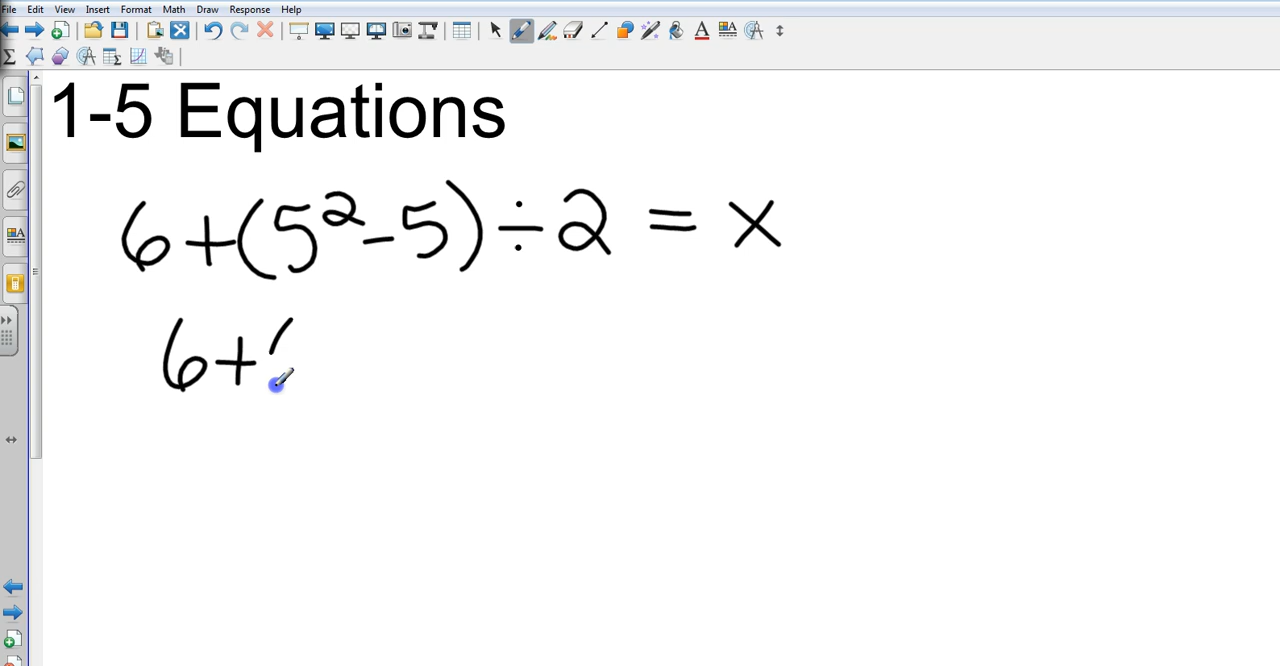 File Edit View Insert Format Math Draw Response Help
1-5 Equations
6+(5²-5)÷2 = x
6+(